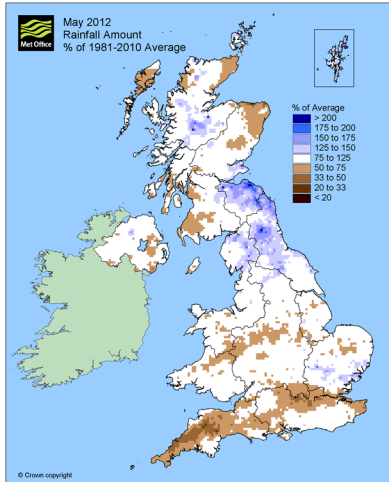 Met Office
May 2012
Rainfall Amount
% of 1981-2010 Average
% of Average
> 200
175 to 200
150 to 175
125 to 150
75 to 125
50 to 75
33 to 50
20 to 33
< 20
© Crown copyright